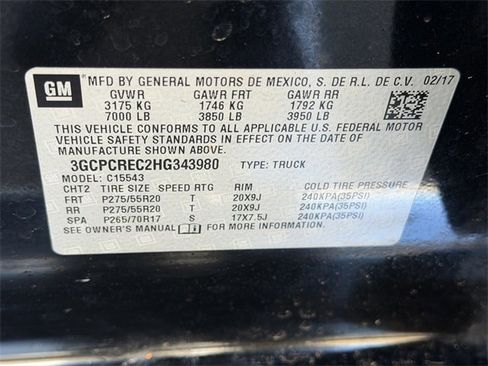 GM
MFD BY GENERAL MOTORS DE MEXICO, S. DE R.L. DE C.V. 02/17
GVWR GAWR FRT GAWR RR
3175 KG 1746 KG 1792 KG
7000 LB 3850 LB 3950 LB
THIS VEHICLE CONFORMS TO ALL APPLICABLE U.S. FEDERAL MOTOR
VEHICLE SAFETY STANDARDS IN EFFECT ON THE DATE OF
MANUFACTURE SHOWN ABOVE.
3GCPCREC2HG343980 TYPE: TRUCK
MODEL: C15543
CHT2 TIRE SIZE SPEED RTG RIM COLD TIRE PRESSURE
FRT P275/55R20 T 20X9J 240KPA(35PSI)
RR P275/55R20 T 20X9J 240KPA(35PSI)
SPA P265/70R17 S 17X7.5J 240KPA(35PSI)
SEE OWNER'S MANUAL FOR MORE INFORMATION.